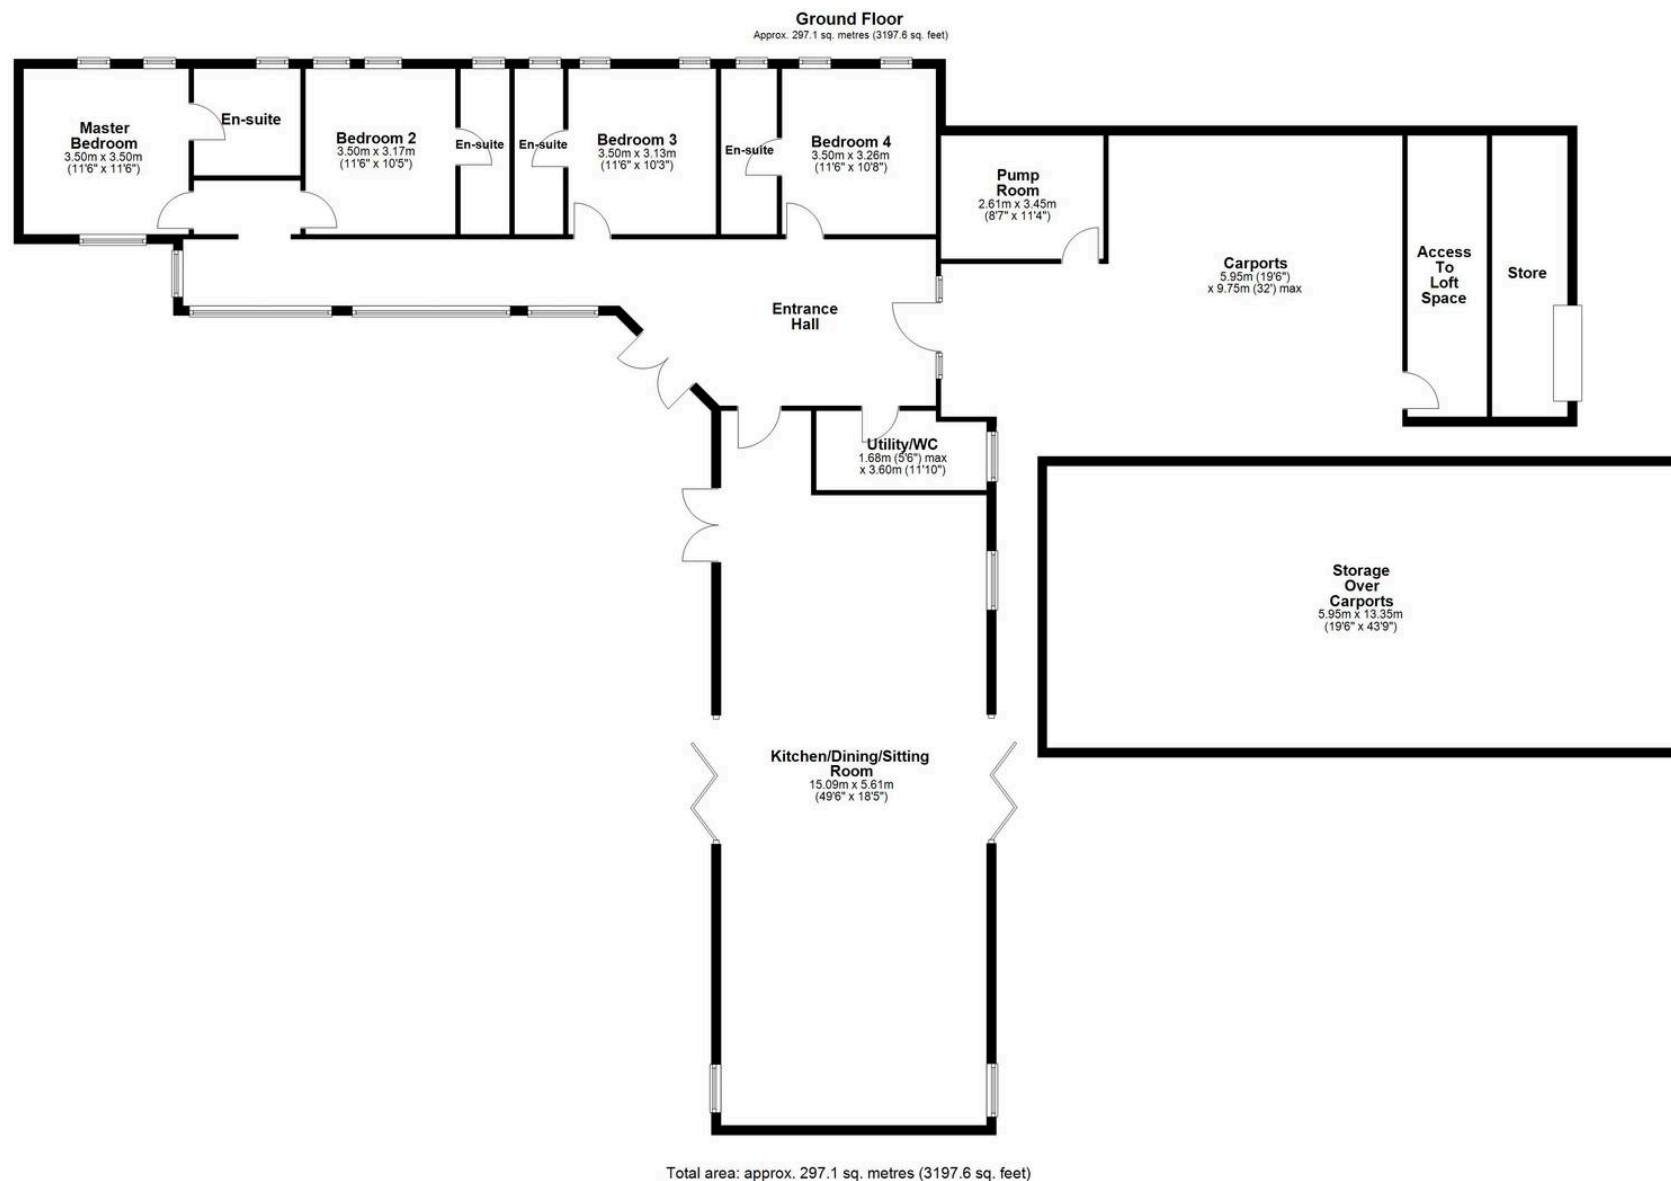 Ground Floor
Approx. 297.1 sq. metres (3197.6 sq. feet)
Master
Bedroom
3.50m x 3.50m
(11'6" x 11'6")
En-suite
Bedroom 2
3.50m x 3.17m
(11'6" x 10'5")
En-suite
En-suite
Bedroom 3
3.50m x 3.13m
(11'6" x 10'3")
En-suite
Bedroom 4
3.50m x 3.26m
(11'6" x 10'8")
Pump
Room
2.61m x 3.45m
(8'7" x 11'4")
Carports
5.95m (19'6")
x 9.75m (32') max
Access
To
Loft
Space
Store
Entrance
Hall
Utility/WC
1.68m (5'6") max
x 3.60m (11'10")
Storage
Over
Carports
5.95m x 13.35m
(19'6" x 43'9")
Kitchen/Dining/Sitting
Room
15.09m x 5.61m
(49'6" x 18'5")
Total area: approx. 297.1 sq. metres (3197.6 sq. feet)